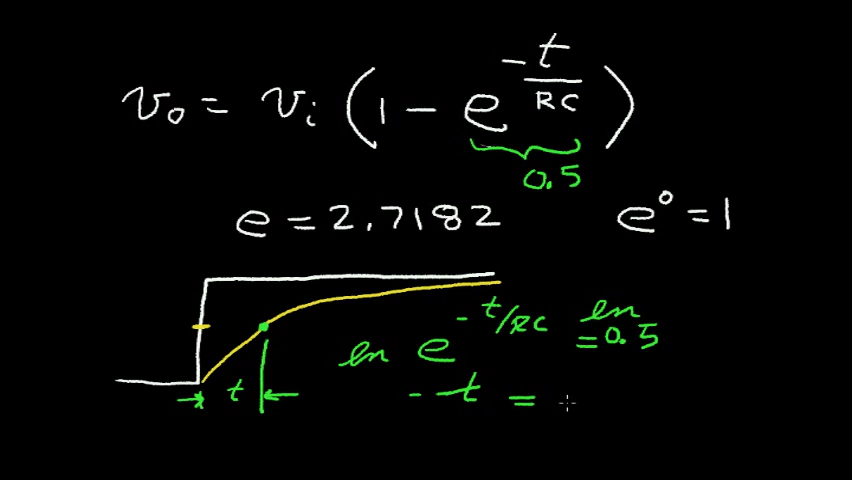 v₀ = vᵢ (1 − e^(−t/RC))
0.5
e = 2.7182 e⁰ = 1
ln e^(−t/RC) ln = 0.5
t − t =